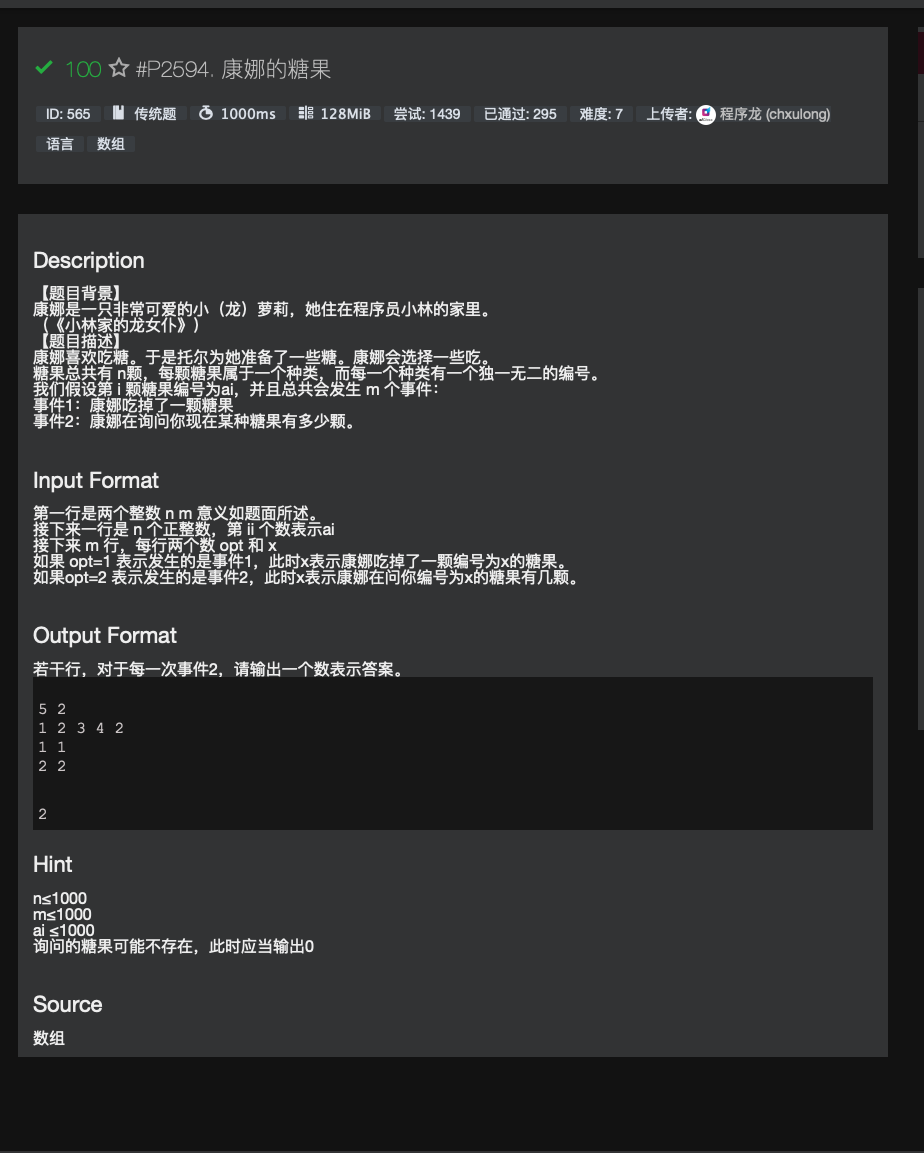 100 #P2594. 康娜的糖果
ID: 565 传统题 1000ms 128MiB 尝试: 1439 已通过: 295 难度: 7 上传者: 程序龙 (chxulong)
语言 数组
Description
【题目背景】
康娜是一只非常可爱的小（龙）萝莉，她住在程序员小林的家里。
（《小林家的龙女仆》）
【题目描述】
康娜喜欢吃糖。于是托尔为她准备了一些糖。康娜会选择一些吃。
糖果总共有 n颗，每颗糖果属于一个种类，而每一个种类有一个独一无二的编号。
我们假设第 i 颗糖果编号为ai，并且总共会发生 m 个事件：
事件1：康娜吃掉了一颗糖果
事件2：康娜在询问你现在某种糖果有多少颗。
Input Format
第一行是两个整数 n m 意义如题面所述。
接下来一行是 n 个正整数，第 ii 个数表示ai
接下来 m 行，每行两个数 opt 和 x
如果 opt=1 表示发生的是事件1，此时x表示康娜吃掉了一颗编号为x的糖果。
如果opt=2 表示发生的是事件2，此时x表示康娜在问你编号为x的糖果有几颗。
Output Format
若干行，对于每一次事件2，请输出一个数表示答案。
5 2
1 2 3 4 2
1 1
2 2
2
Hint
n≤1000
m≤1000
ai ≤1000
询问的糖果可能不存在，此时应当输出0
Source
数组